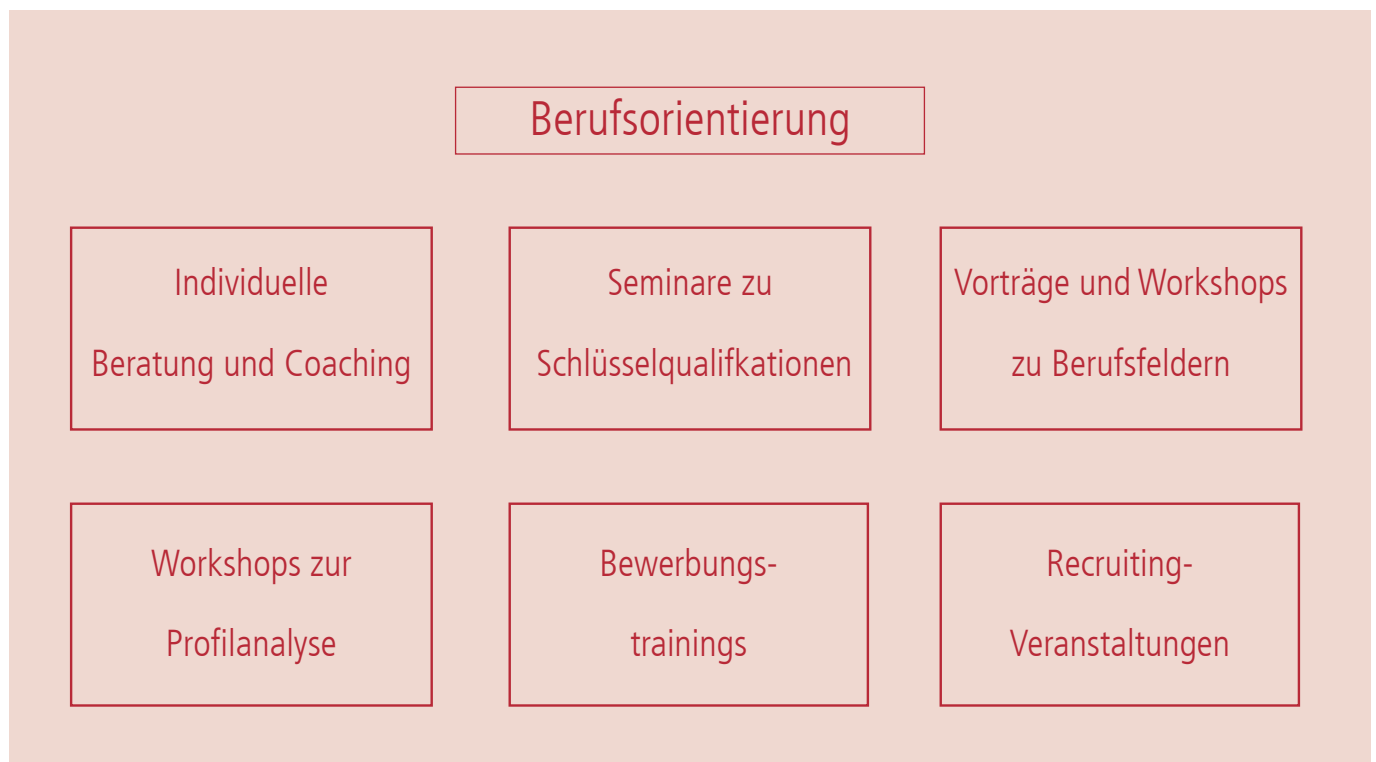 Berufsorientierung
Individuelle
Beratung und Coaching
Seminare zu
Schlüsselqualifkationen
Vorträge und Workshops
zu Berufsfeldern
Workshops zur
Profilanalyse
Bewerbungs-
trainings
Recruiting-
Veranstaltungen